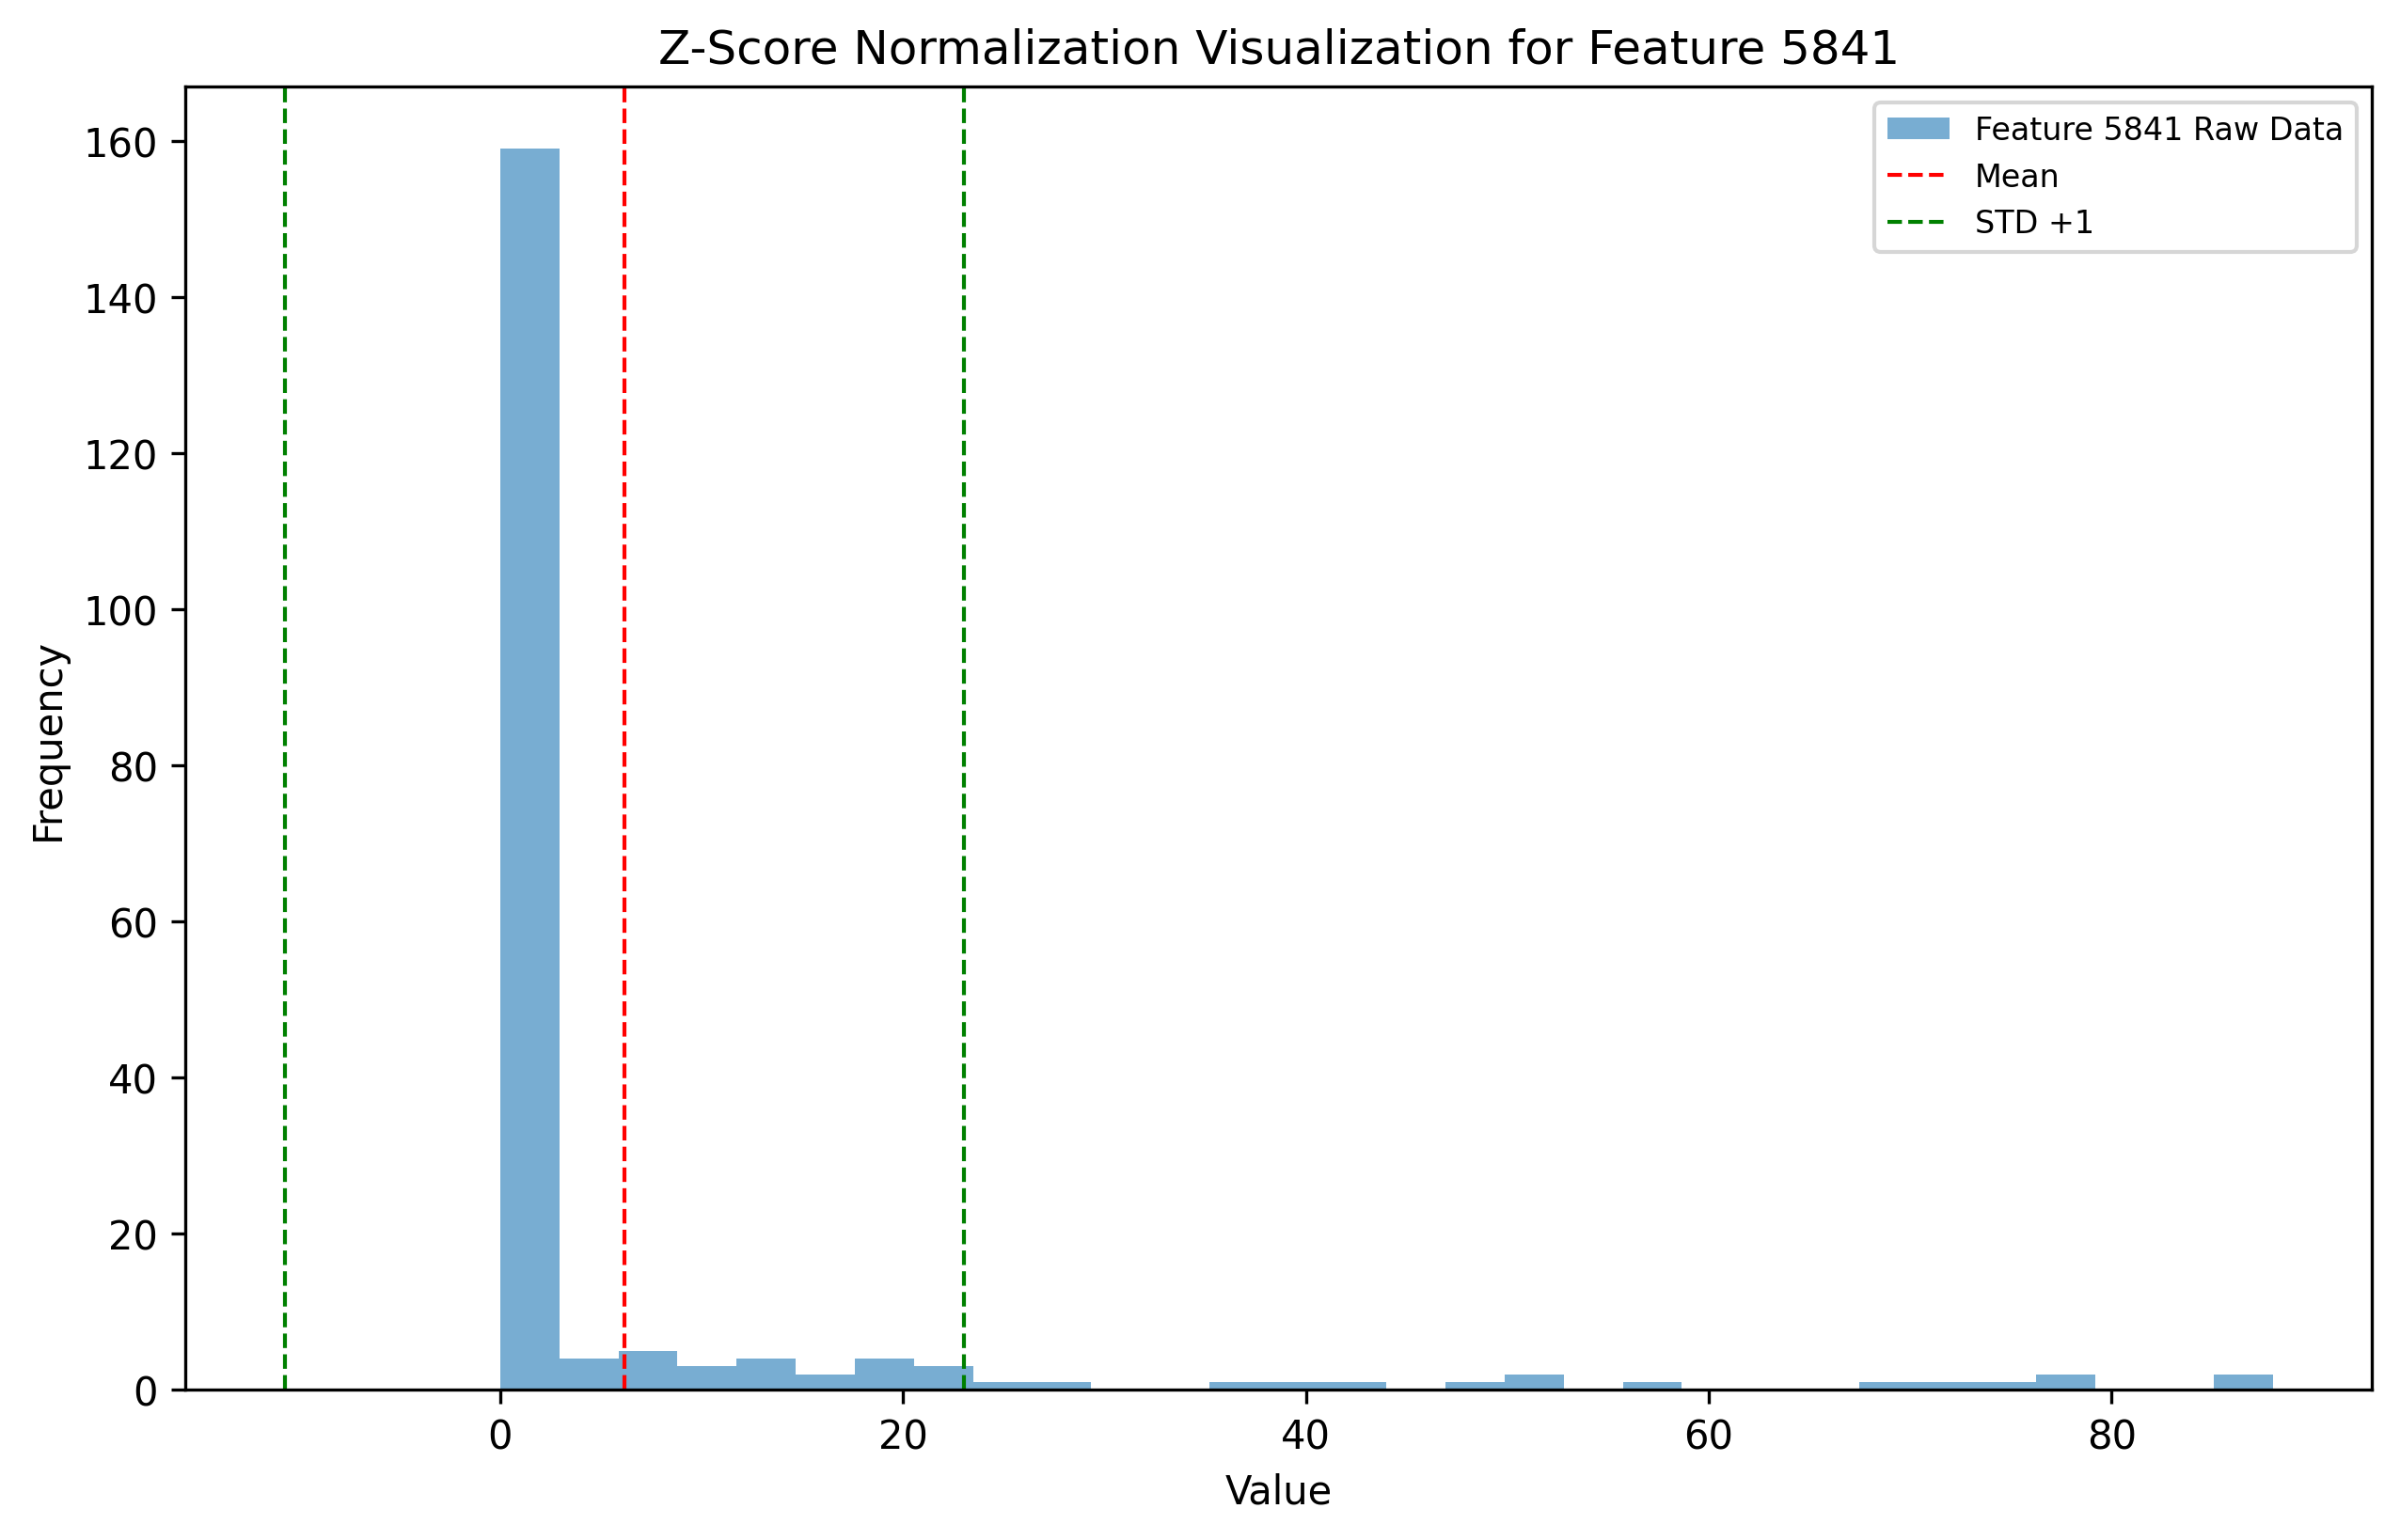 Z-Score Normalization Visualization for Feature 5841
Feature 5841 Raw Data
Mean
STD +1
Frequency
160
140
120
100
80
60
40
20
0
0 20 40 60 80
Value